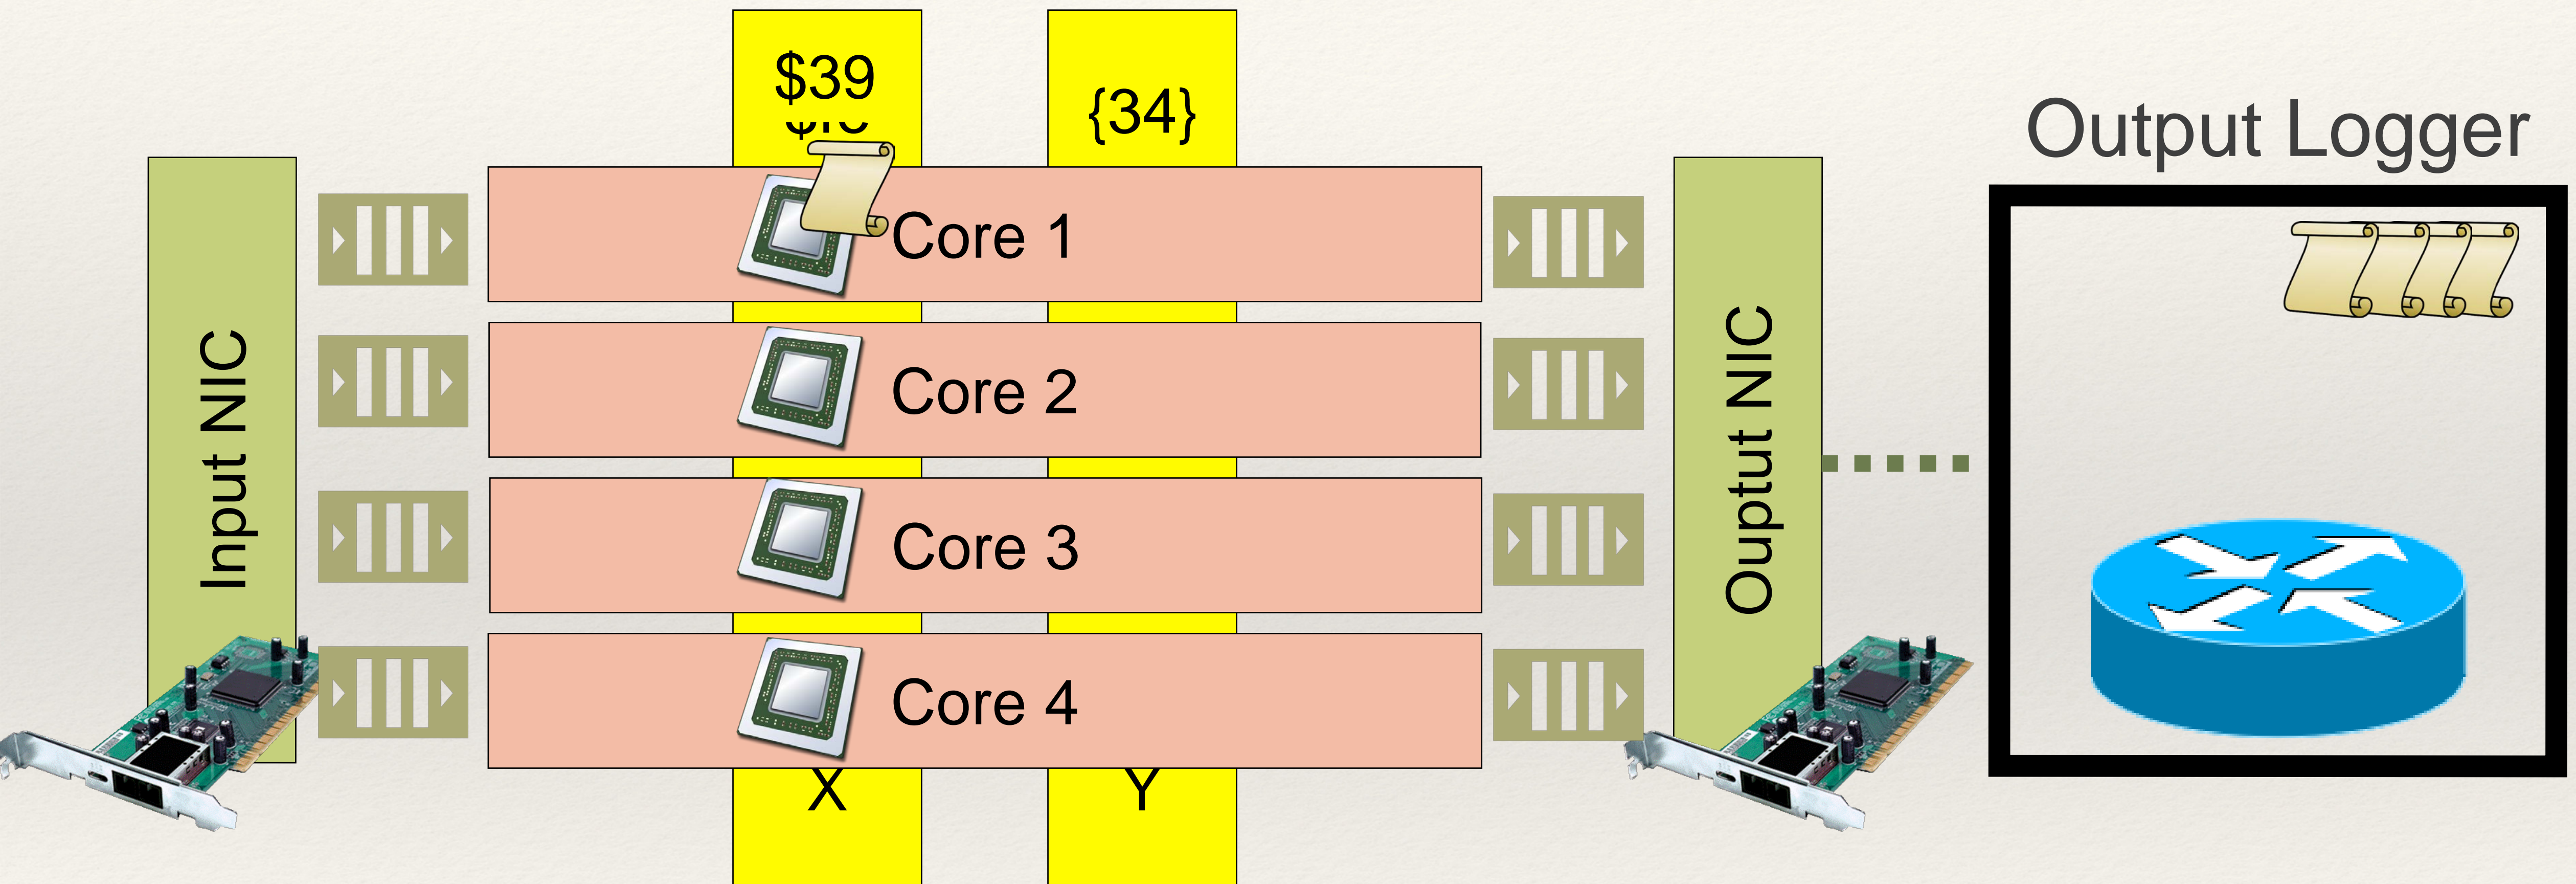 $39
{34}
Output Logger
Input NIC
Core 1
Core 2
Core 3
Core 4
Ouptut NIC
X
Y